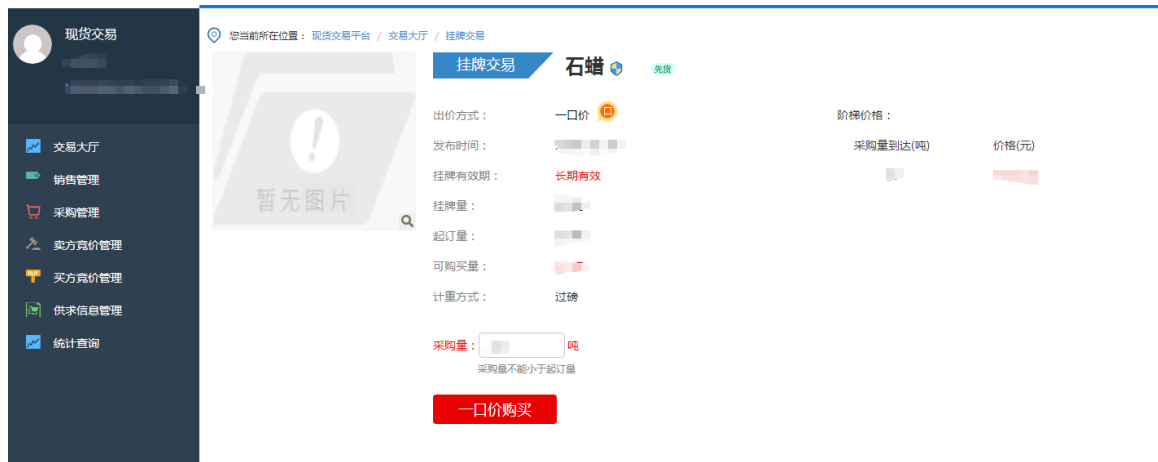 现货交易
您当前所在位置： 现货交易平台 / 交易大厅 / 挂牌交易
挂牌交易 石蜡 先货
暂无图片
出价方式： 一口价
阶梯价格：
发布时间：
采购量到达(吨) 价格(元)
挂牌有效期： 长期有效
挂牌量：
起订量：
可购买量：
计重方式： 过磅
采购量： 吨
采购量不能小于起订量
一口价购买
交易大厅
销售管理
采购管理
卖方竞价管理
买方竞价管理
供求信息管理
统计查询